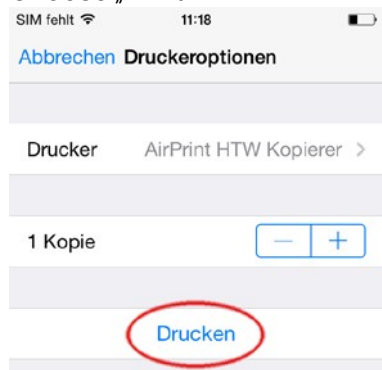 SIM fehlt 11:18
Abbrechen Druckeroptionen
Drucker AirPrint HTW Kopierer >
1 Kopie − +
Drucken